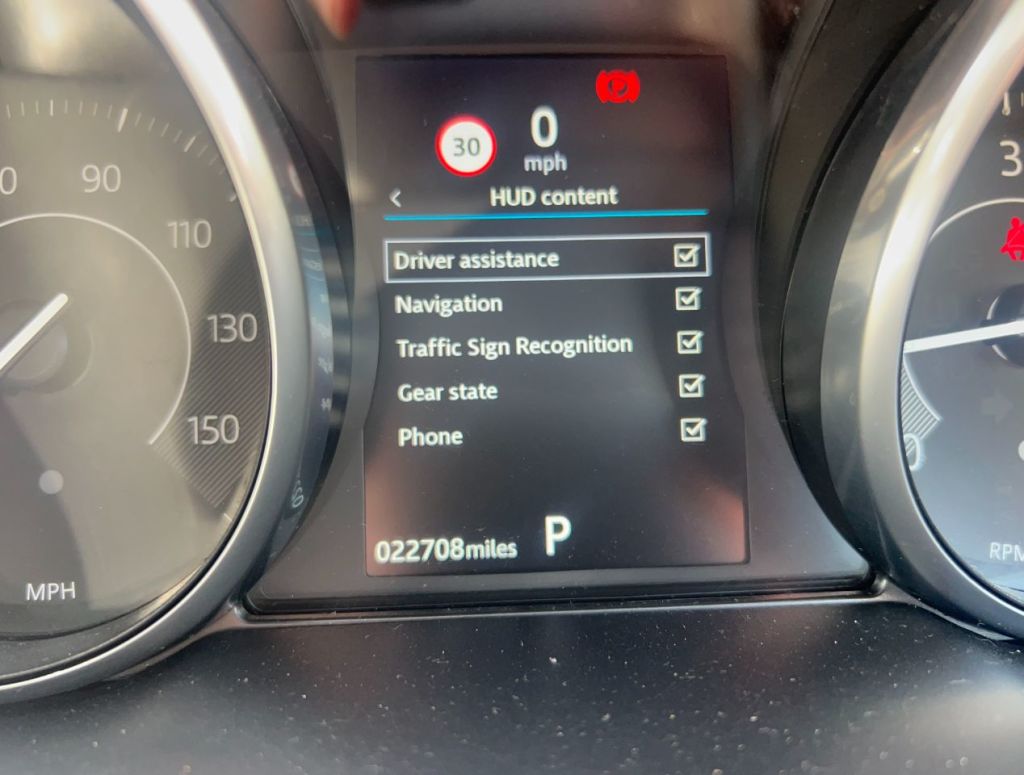 0
30
mph
HUD content
Driver assistance
Navigation
Traffic Sign Recognition
Gear state
Phone
022708miles P
90
110
130
150
MPH